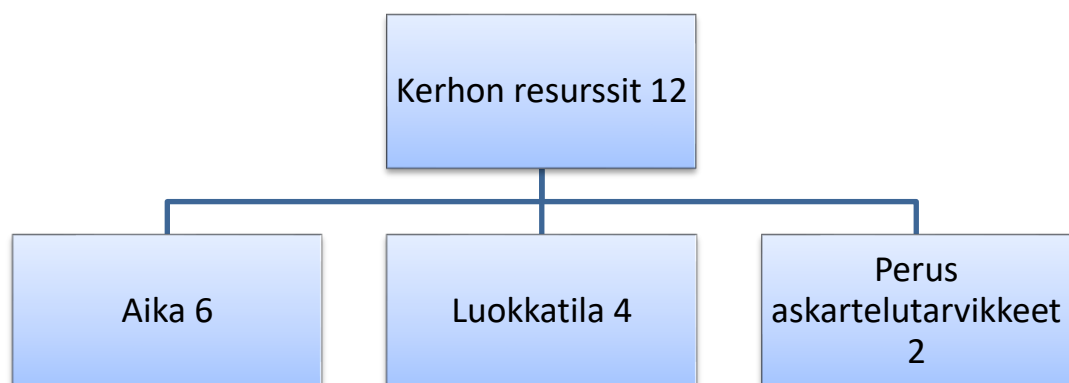 Kerhon resurssit 12
Aika 6
Luokkatila 4
Perus
askartelutarvikkeet
2